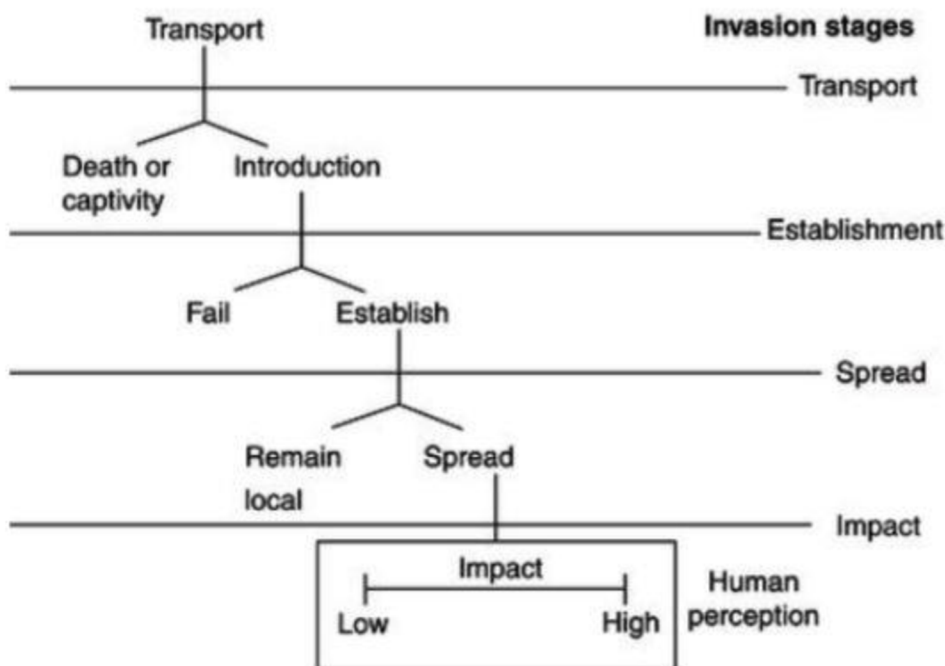 Transport
Invasion stages
Transport
Death or
captivity
Introduction
Establishment
Fail
Establish
Spread
Remain
local
Spread
Impact
Impact
Low
High
Human
perception